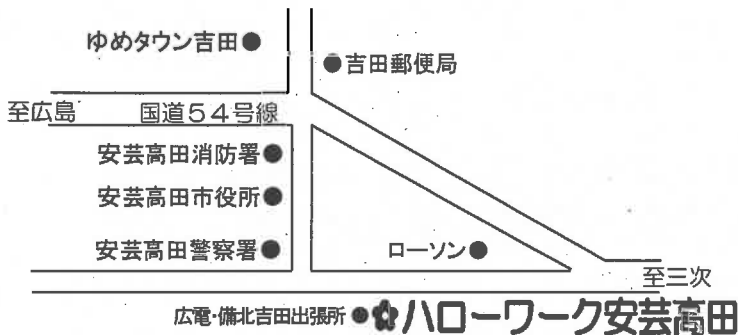 ゆめタウン吉田●
●吉田郵便局
至広島 国道54号線
安芸高田消防署●
安芸高田市役所●
安芸高田警察署●
ローソン●
至三次
広電・備北吉田出張所●ハローワーク安芸高田